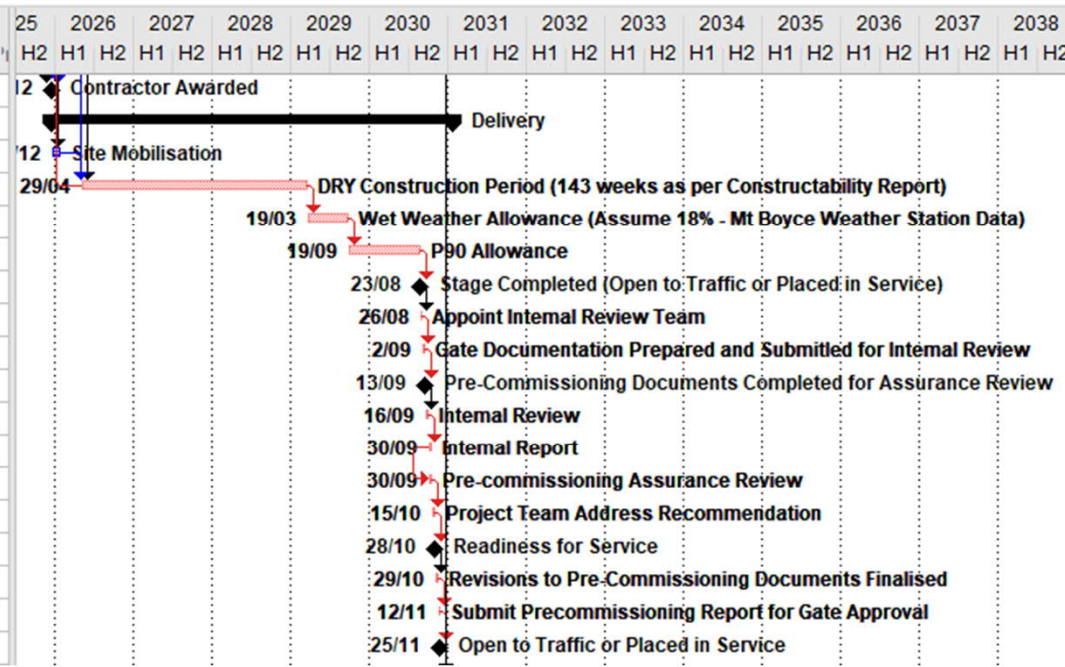 25 2026 2027 2028 2029 2030 2031 2032 2033 2034 2035 2036 2037 2038
H2 H1 H2 H1 H2 H1 H2 H1 H2 H1 H2 H1 H2 H1 H2 H1 H2 H1 H2 H1 H2 H1 H2 H1 H2 H1 H2
12 Contractor Awarded
Delivery
/12 Site Mobilisation
29/04 DRY Construction Period (143 weeks as per Constructability Report)
19/03 Wet Weather Allowance (Assume 18% - Mt Boyce Weather Station Data)
19/09 P90 Allowance
23/08 Stage Completed (Open to Traffic or Placed in Service)
26/08 Appoint Internal Review Team
2/09 Gate Documentation Prepared and Submitled for Internal Review
13/09 Pre-Commissioning Documents Completed for Assurance Review
16/09 Internal Review
30/09 Internal Report
30/09 Pre-commissioning Assurance Review
15/10 Project Team Address Recommendation
28/10 Readiness for Service
29/10 Revisions to Pre-Commissioning Documents Finalised
12/11 Submit Precommissioning Report for Gate Approval
25/11 Open to Traffic or Placed in Service